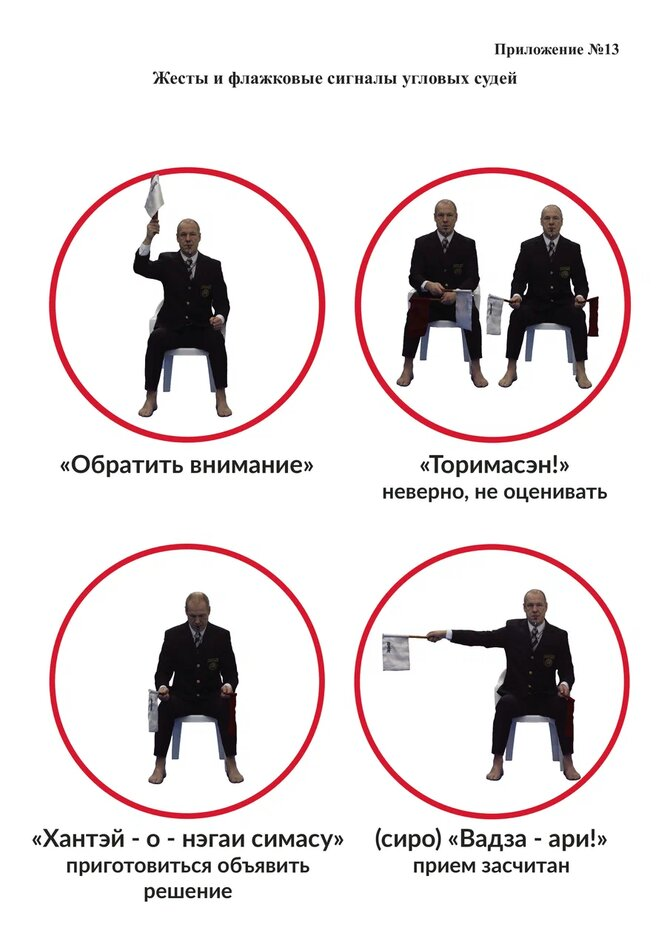 Приложение №13
Жесты и флажковые сигналы угловых судей
«Обратить внимание»
«Торимасэн!»
неверно, не оценивать
«Хантэй - о - нэгаи симасу»
приготовиться объявить
решение
(сиро) «Вадза - ари!»
прием засчитан